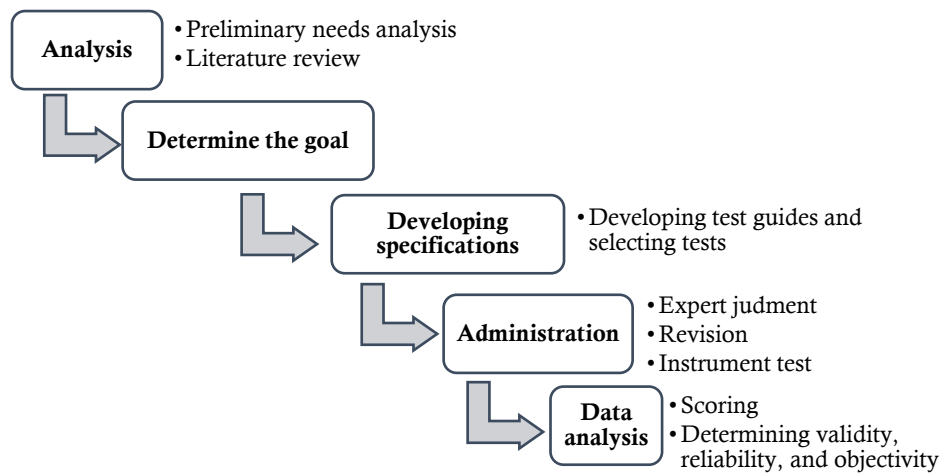 Analysis
• Preliminary needs analysis
• Literature review
Determine the goal
Developing
specifications
• Developing test guides and
selecting tests
Administration
• Expert judgment
• Revision
• Instrument test
Data
analysis
• Scoring
• Determining validity,
reliability, and objectivity